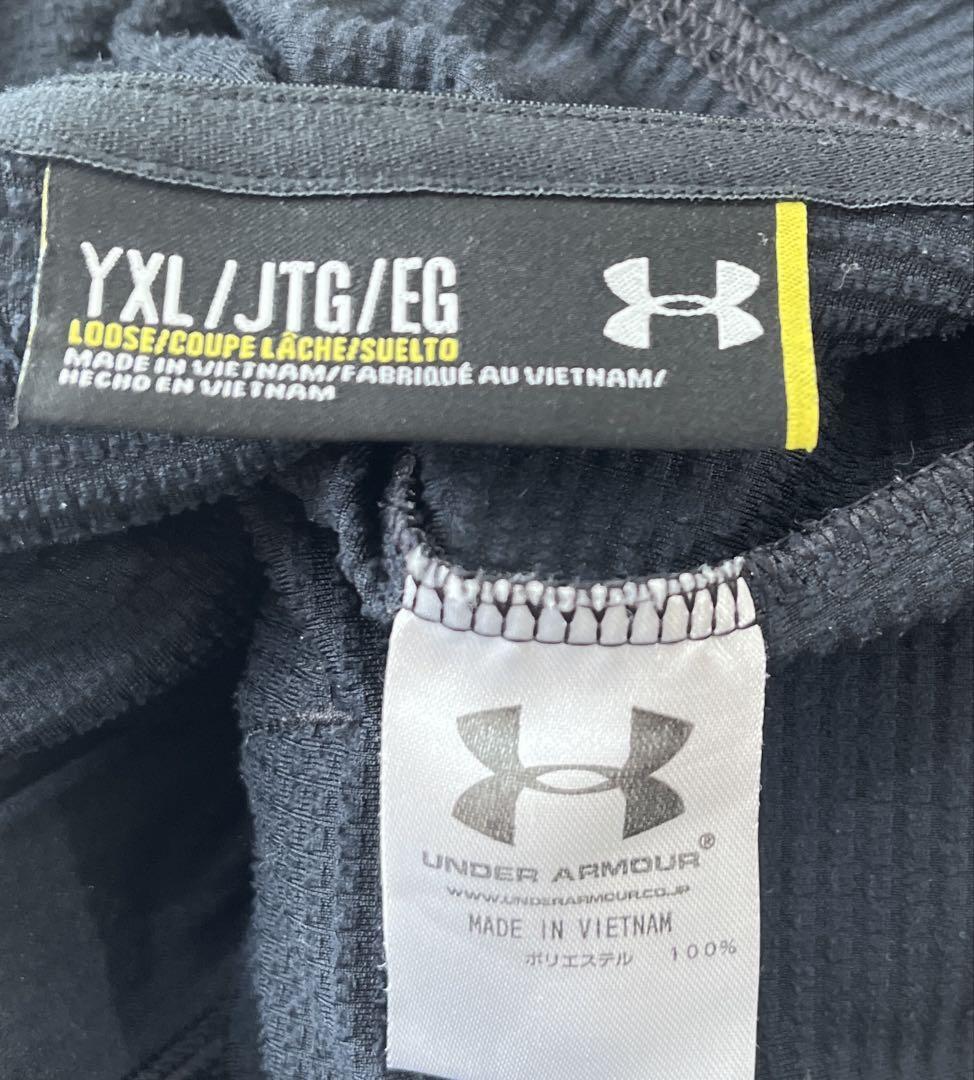 YXL/JTG/EG
LOOSE/COUPE LÂCHE/SUELTO
MADE IN VIETNAM/FABRIQUÉ AU VIETNAM/
HECHO EN VIETNAM
UNDER ARMOUR®
WWW.UNDERARMOUR.CO.JP
MADE IN VIETNAM
ポリエステル 100%